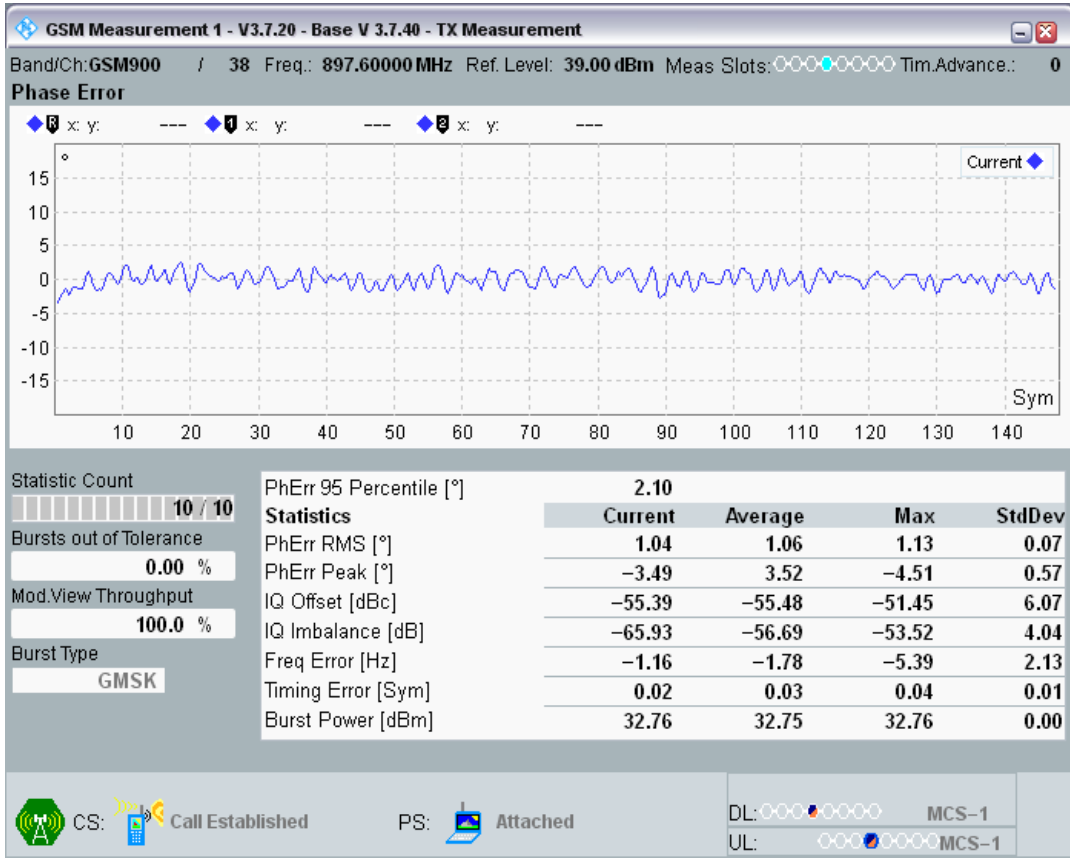 GSM Measurement 1 - V3.7.20 - Base V 3.7.40 - TX Measurement
Band/Ch:GSM900 / 38 Freq.: 897.60000 MHz Ref. Level: 39.00 dBm Meas Slots: Tim.Advance.: 0
Phase Error
R x: y: --- 1 x: y: --- 2 x: y: ---
° Current
15
10
5
0
-5
-10
-15
Sym
10 20 30 40 50 60 70 80 90 100 110 120 130 140
Statistic Count
10 / 10
Bursts out of Tolerance
0.00 %
Mod.View Throughput
100.0 %
Burst Type
GMSK
PhErr 95 Percentile [°] 2.10
Statistics Current Average Max StdDev
PhErr RMS [°] 1.04 1.06 1.13 0.07
PhErr Peak [°] −3.49 3.52 −4.51 0.57
IQ Offset [dBc] −55.39 −55.48 −51.45 6.07
IQ Imbalance [dB] −65.93 −56.69 −53.52 4.04
Freq Error [Hz] −1.16 −1.78 −5.39 2.13
Timing Error [Sym] 0.02 0.03 0.04 0.01
Burst Power [dBm] 32.76 32.75 32.76 0.00
CS: Call Established PS: Attached
DL: MCS−1
UL: MCS−1